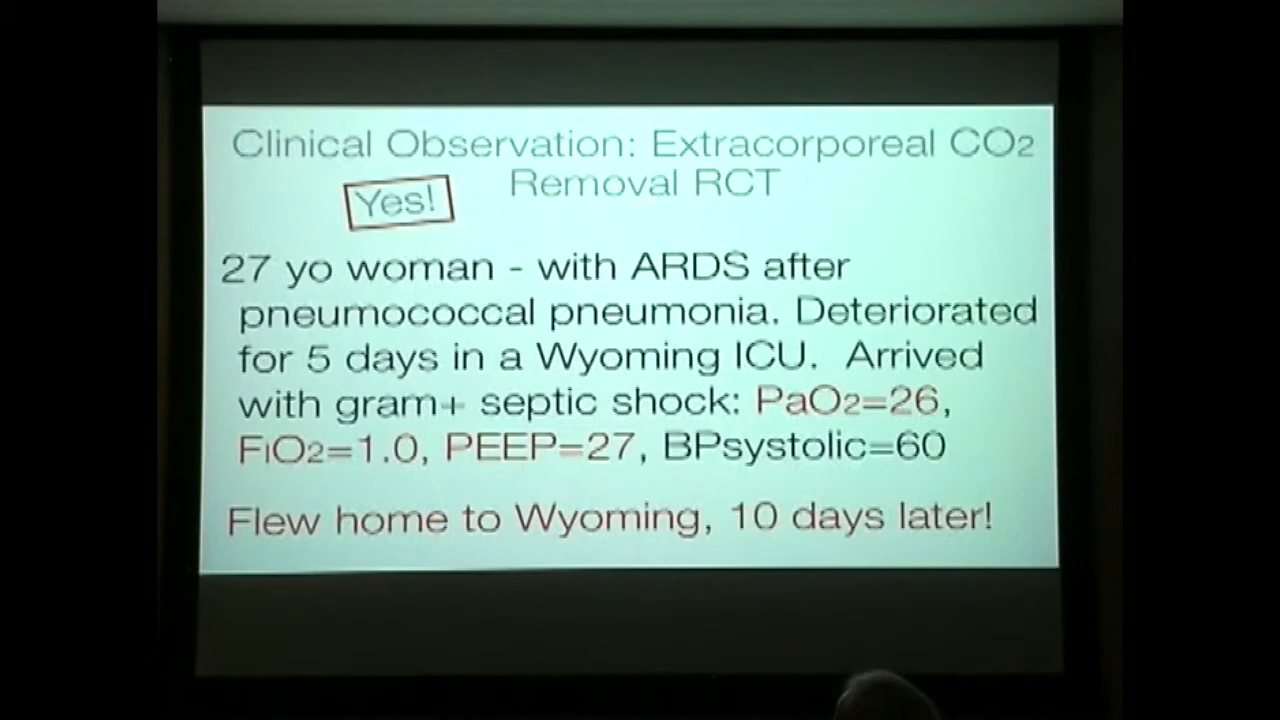 Clinical Observation: Extracorporeal CO2
Removal RCT
Yes!
27 yo woman - with ARDS after
pneumococcal pneumonia. Deteriorated
for 5 days in a Wyoming ICU. Arrived
with gram+ septic shock: PaO2=26,
FiO2=1.0, PEEP=27, BPsystolic=60
Flew home to Wyoming, 10 days later!